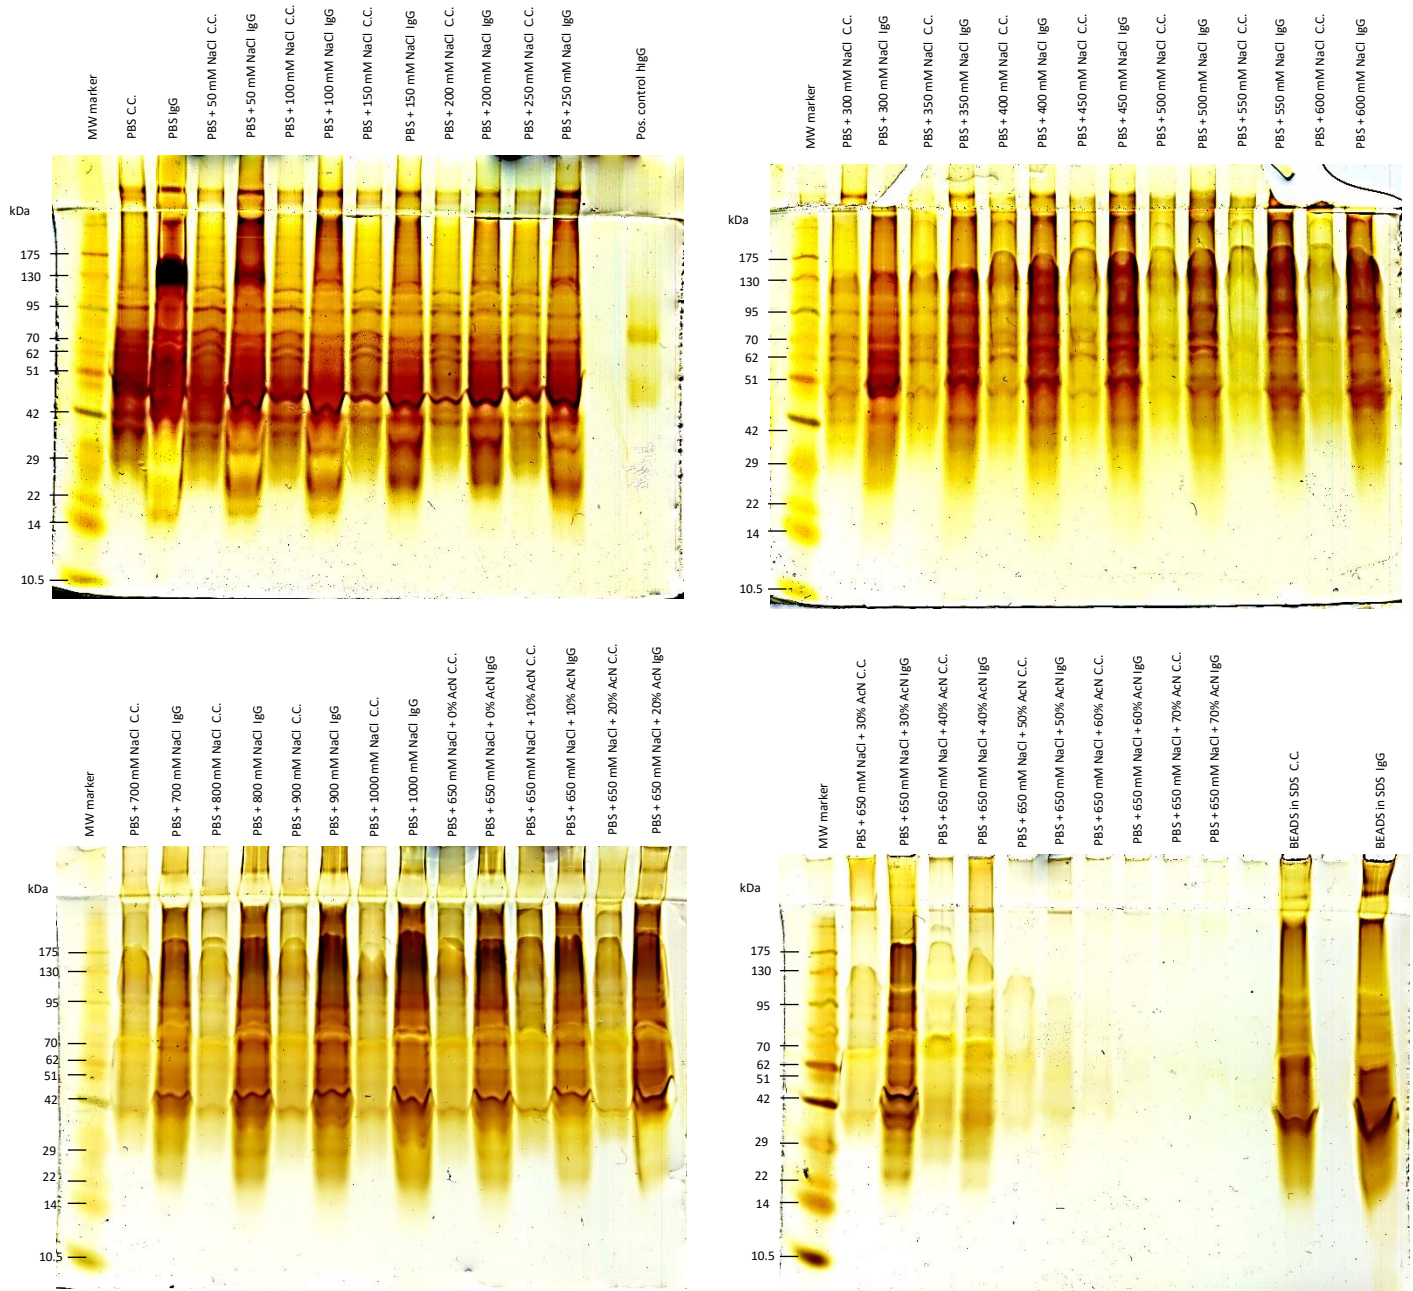 MW marker
PBS C.C.
PBS IgG
PBS + 50 mM NaCl C.C.
PBS + 50 mM NaCl IgG
PBS + 100 mM NaCl C.C.
PBS + 100 mM NaCl IgG
PBS + 150 mM NaCl C.C.
PBS + 150 mM NaCl IgG
PBS + 200 mM NaCl C.C.
PBS + 200 mM NaCl IgG
PBS + 250 mM NaCl C.C.
PBS + 250 mM NaCl IgG
Pos. control hIgG
kDa
175
130
95
70
62
51
42
29
22
14
10.5
MW marker
PBS + 300 mM NaCl C.C.
PBS + 300 mM NaCl IgG
PBS + 350 mM NaCl C.C.
PBS + 350 mM NaCl IgG
PBS + 400 mM NaCl C.C.
PBS + 400 mM NaCl IgG
PBS + 450 mM NaCl C.C.
PBS + 450 mM NaCl IgG
PBS + 500 mM NaCl C.C.
PBS + 500 mM NaCl IgG
PBS + 550 mM NaCl C.C.
PBS + 550 mM NaCl IgG
PBS + 600 mM NaCl C.C.
PBS + 600 mM NaCl IgG
kDa
175
130
95
70
62
51
42
29
22
14
10.5
MW marker
PBS + 700 mM NaCl C.C.
PBS + 700 mM NaCl IgG
PBS + 800 mM NaCl C.C.
PBS + 800 mM NaCl IgG
PBS + 900 mM NaCl C.C.
PBS + 900 mM NaCl IgG
PBS + 1000 mM NaCl C.C.
PBS + 1000 mM NaCl IgG
PBS + 650 mM NaCl + 0% AcN C.C.
PBS + 650 mM NaCl + 0% AcN IgG
PBS + 650 mM NaCl + 10% AcN C.C.
PBS + 650 mM NaCl + 10% AcN IgG
PBS + 650 mM NaCl + 20% AcN C.C.
PBS + 650 mM NaCl + 20% AcN IgG
kDa
175
130
95
70
62
51
42
29
22
14
10.5
MW marker
PBS + 650 mM NaCl + 30% AcN C.C.
PBS + 650 mM NaCl + 30% AcN IgG
PBS + 650 mM NaCl + 40% AcN C.C.
PBS + 650 mM NaCl + 40% AcN IgG
PBS + 650 mM NaCl + 50% AcN C.C.
PBS + 650 mM NaCl + 50% AcN IgG
PBS + 650 mM NaCl + 60% AcN C.C.
PBS + 650 mM NaCl + 60% AcN IgG
PBS + 650 mM NaCl + 70% AcN C.C.
PBS + 650 mM NaCl + 70% AcN IgG
BEADS in SDS C.C.
BEADS in SDS IgG
kDa
175
130
95
70
62
51
42
29
22
14
10.5